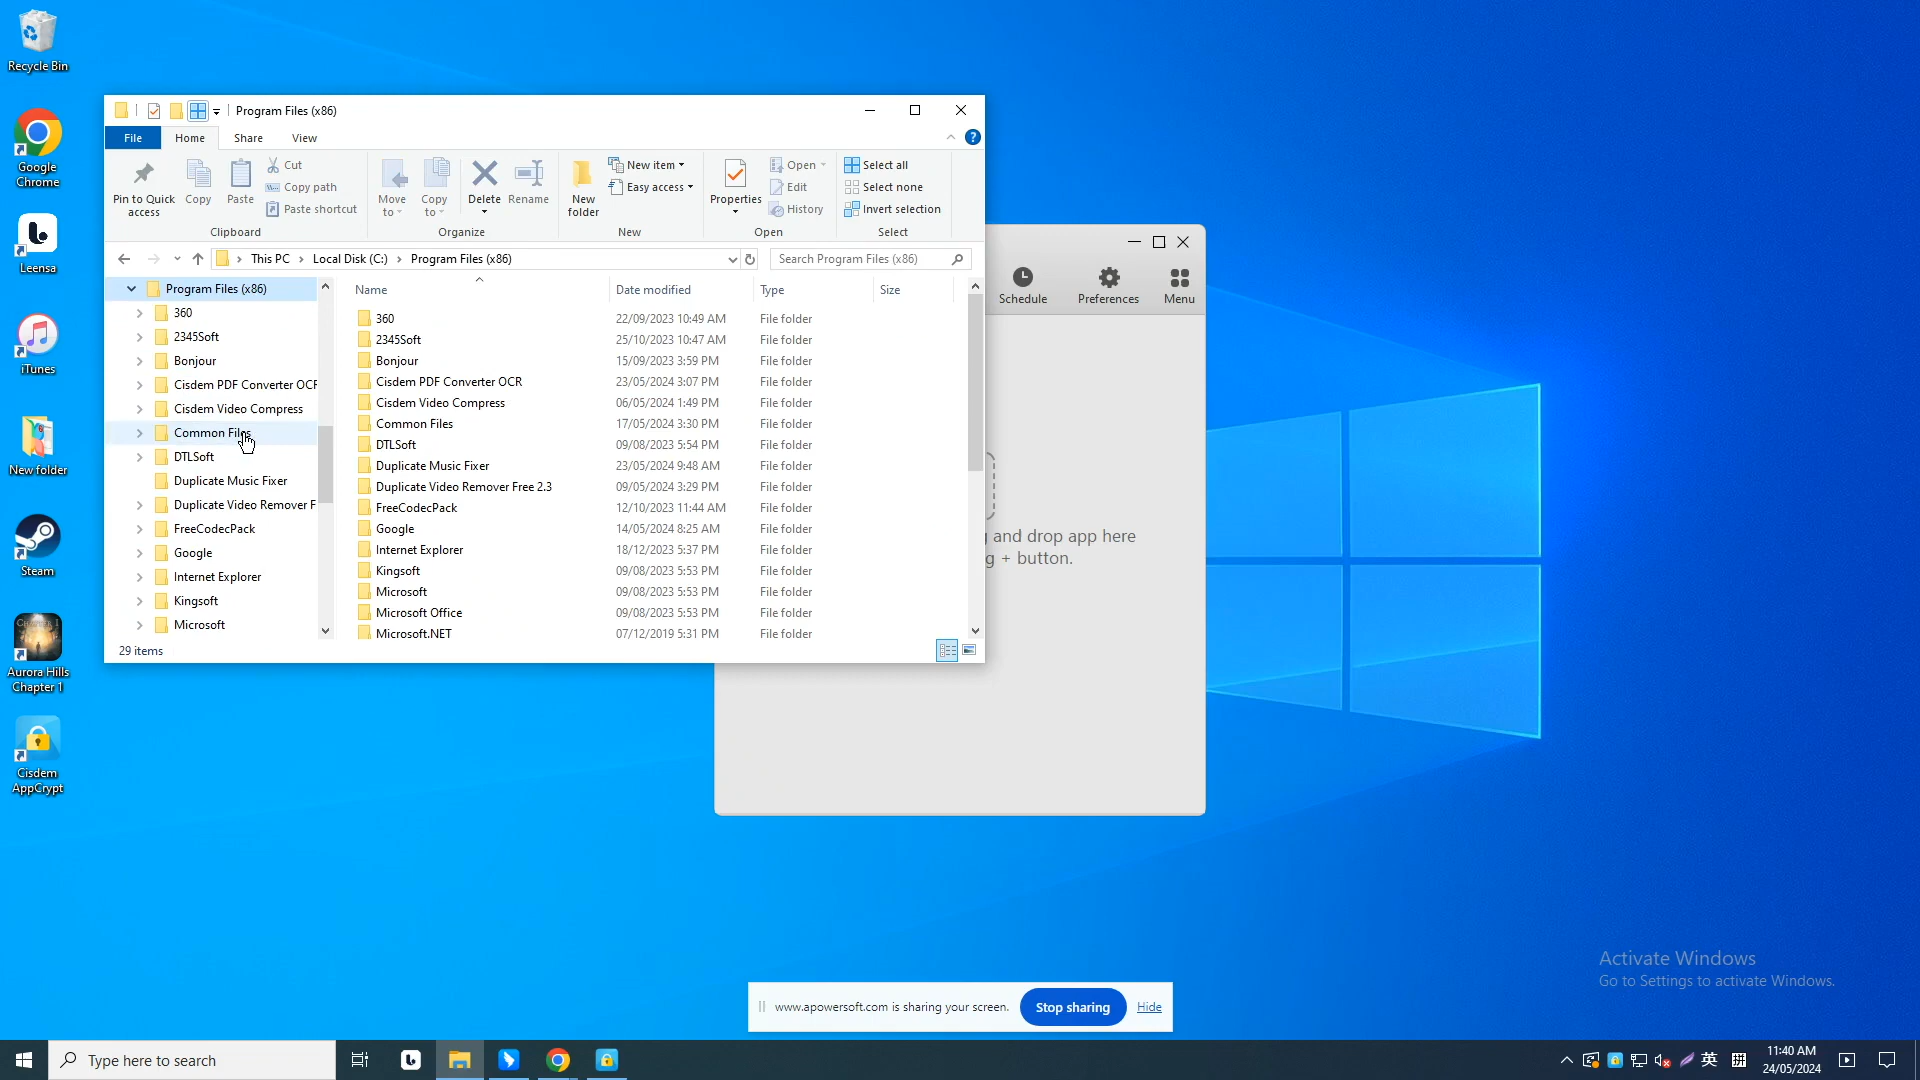 Recycle Bin
Google
Chrome
Leensa
iTunes
New folder
Steam
CHAPTER 1
Aurora Hills
Chapter 1
Cisdem
AppCrypt
Program Files (x86)
File
Home
Share
View
Pin to Quick
access
Copy
Paste
Cut
Copy path
Paste shortcut
Clipboard
Move
to
Copy
to
Delete
Rename
Organize
New
folder
New item
Easy access
New
Properties
Open
Edit
History
Open
Select all
Select none
Invert selection
Select
This PC > Local Disk (C:) > Program Files (x86)
Search Program Files (x86)
Program Files (x86)
360
2345Soft
Bonjour
Cisdem PDF Converter OCR
Cisdem Video Compress
Common Files
DTLSoft
Duplicate Music Fixer
Duplicate Video Remover F
FreeCodecPack
Google
Internet Explorer
Kingsoft
Microsoft
Name Date modified Type Size
360 22/09/2023 10:49 AM File folder
2345Soft 25/10/2023 10:47 AM File folder
Bonjour 15/09/2023 3:59 PM File folder
Cisdem PDF Converter OCR 23/05/2024 3:07 PM File folder
Cisdem Video Compress 06/05/2024 1:49 PM File folder
Common Files 17/05/2024 3:30 PM File folder
DTLSoft 09/08/2023 5:54 PM File folder
Duplicate Music Fixer 23/05/2024 9:48 AM File folder
Duplicate Video Remover Free 2.3 09/05/2024 3:29 PM File folder
FreeCodecPack 12/10/2023 11:44 AM File folder
Google 14/05/2024 8:25 AM File folder
Internet Explorer 18/12/2023 5:37 PM File folder
Kingsoft 09/08/2023 5:53 PM File folder
Microsoft 09/08/2023 5:53 PM File folder
Microsoft Office 09/08/2023 5:53 PM File folder
Microsoft.NET 07/12/2019 5:31 PM File folder
29 items
Schedule
Preferences
Menu
and drop app here
g + button.
Activate Windows
Go to Settings to activate Windows.
www.apowersoft.com is sharing your screen.
Stop sharing
Hide
Type here to search
英
拼
11:40 AM
24/05/2024